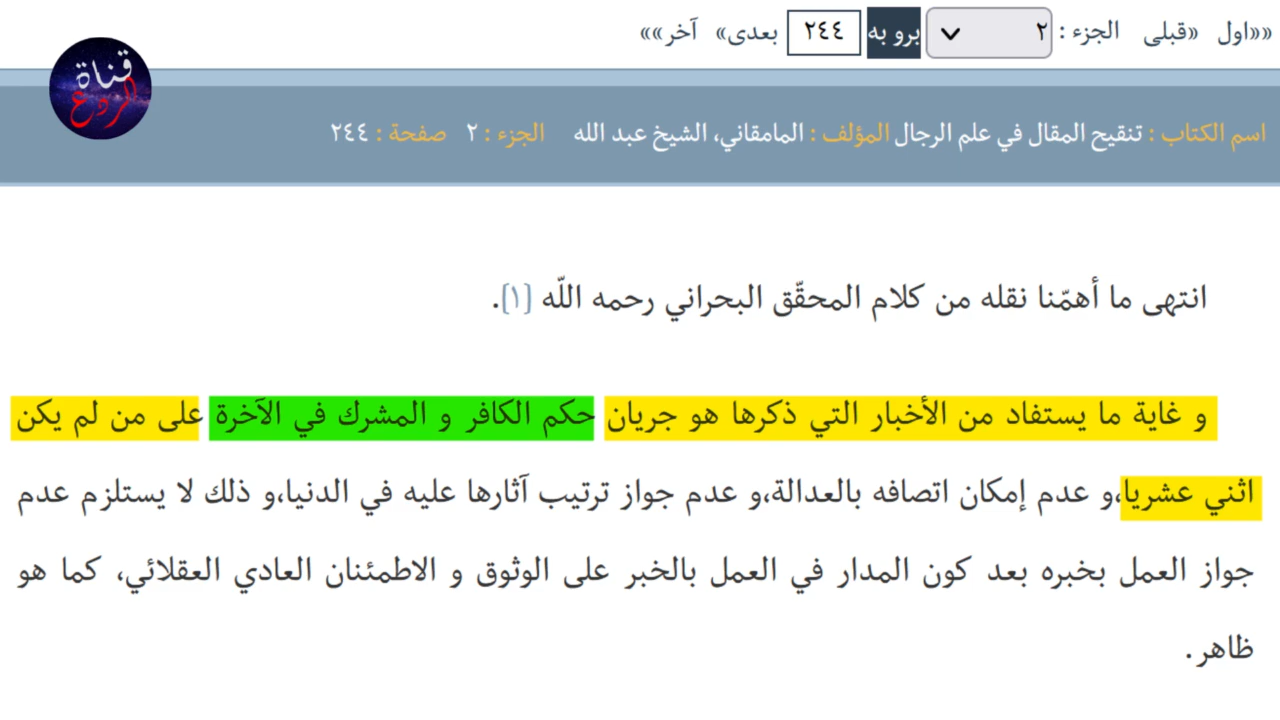 ««اول «قبلی الجزء: ٢ برو به ٢٤٤ بعدی» آخر»»
قناة الردع
اسم الکتاب : تنقيح المقال في علم الرجال المؤلف : المامقاني، الشيخ عبد الله الجزء : ٢ صفحة : ٢٤٤
انتهى ما أهمّنا نقله من كلام المحقّق البحراني رحمه اللّه [١].
و غاية ما يستفاد من الأخبار التي ذكرها هو جريان حكم الكافر و المشرك في الآخرة على من لم يكن
اثني عشريا،و عدم إمكان اتصافه بالعدالة،و عدم جواز ترتيب آثارها عليه في الدنيا،و ذلك لا يستلزم عدم
جواز العمل بخبره بعد كون المدار في العمل بالخبر على الوثوق و الاطمئنان العادي العقلائي، كما هو
ظاهر.